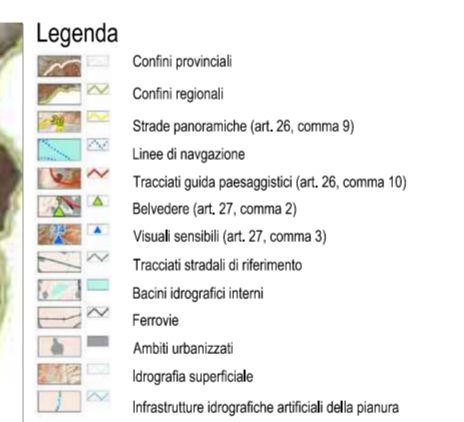 Legenda
Confini provinciali
Confini regionali
Strade panoramiche (art. 26, comma 9)
Linee di navgazione
Tracciati guida paesaggistici (art. 26, comma 10)
Belvedere (art. 27, comma 2)
Visuali sensibili (art. 27, comma 3)
Tracciati stradali di riferimento
Bacini idrografici interni
Ferrovie
Ambiti urbanizzati
Idrografia superficiale
Infrastrutture idrografiche artificiali della pianura